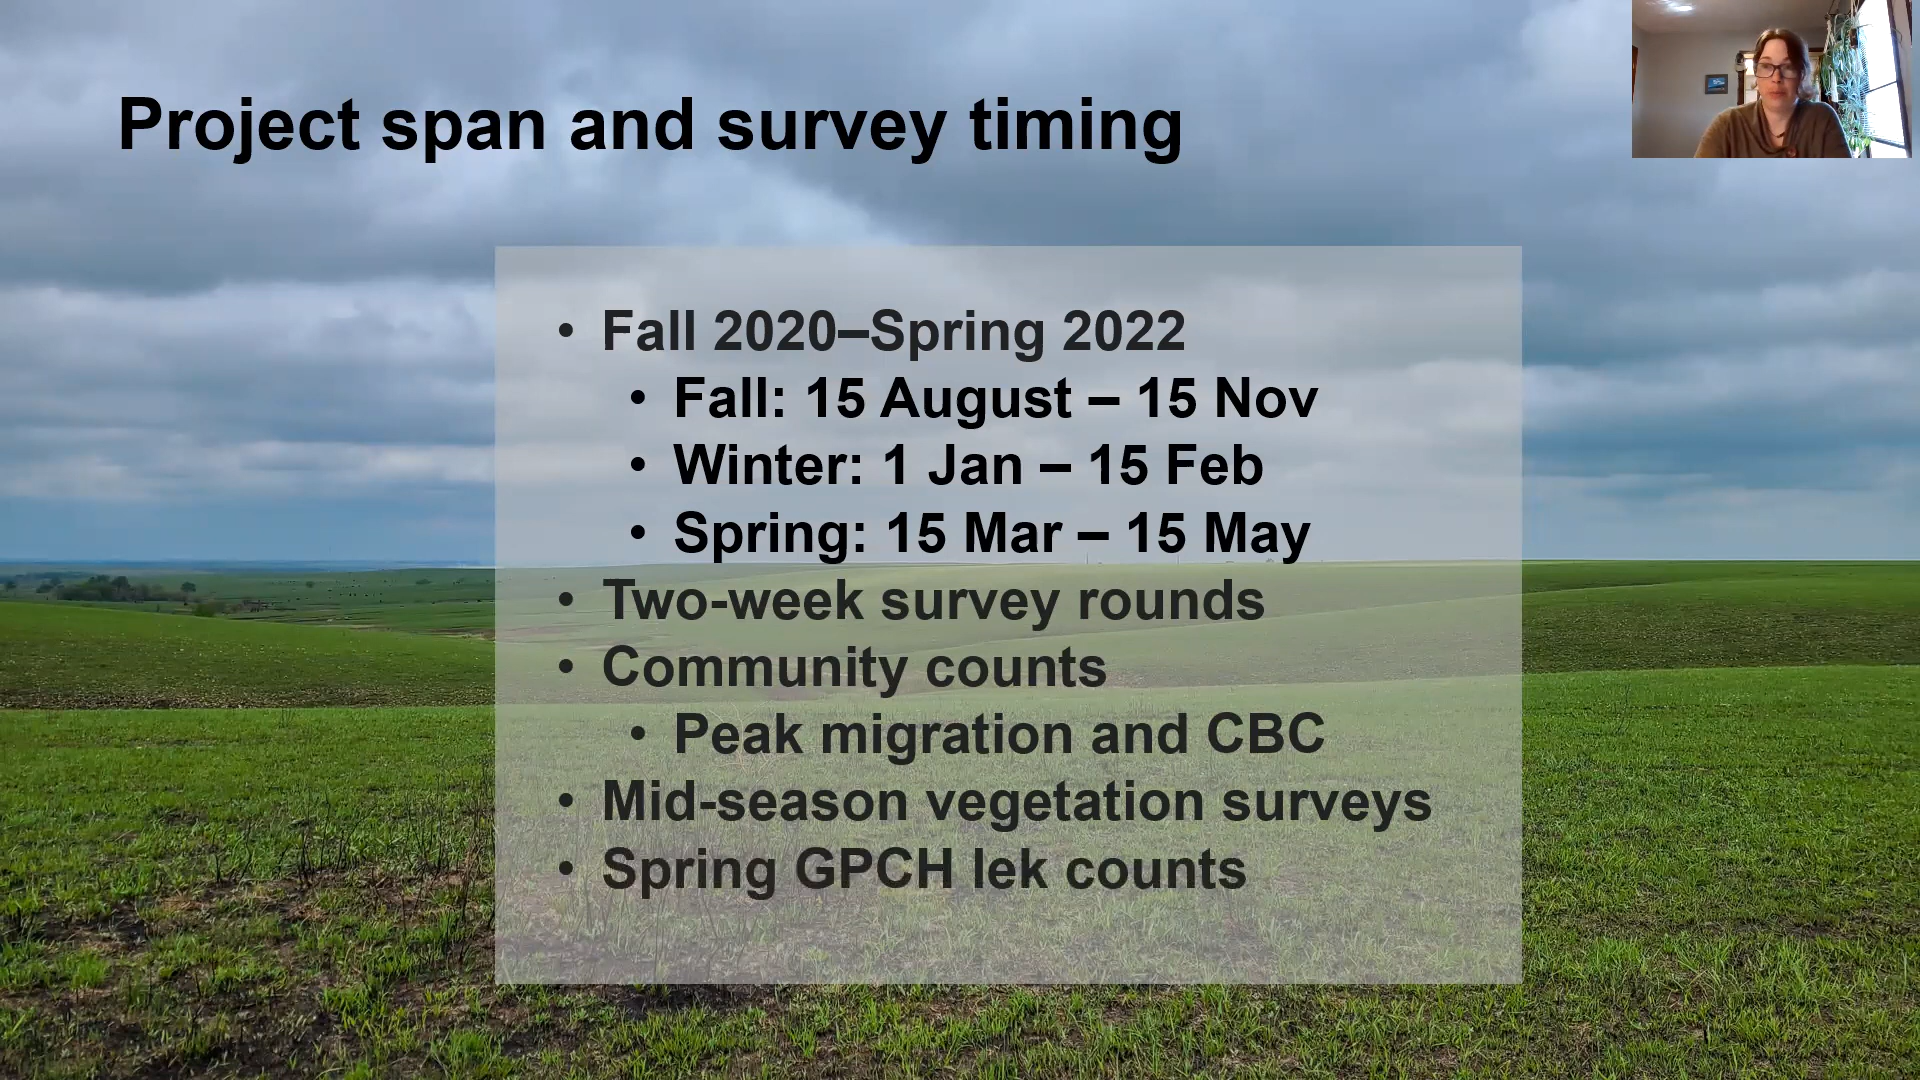 Project span and survey timing
• Fall 2020–Spring 2022
• Fall: 15 August – 15 Nov
• Winter: 1 Jan – 15 Feb
• Spring: 15 Mar – 15 May
• Two-week survey rounds
• Community counts
• Peak migration and CBC
• Mid-season vegetation surveys
• Spring GPCH lek counts